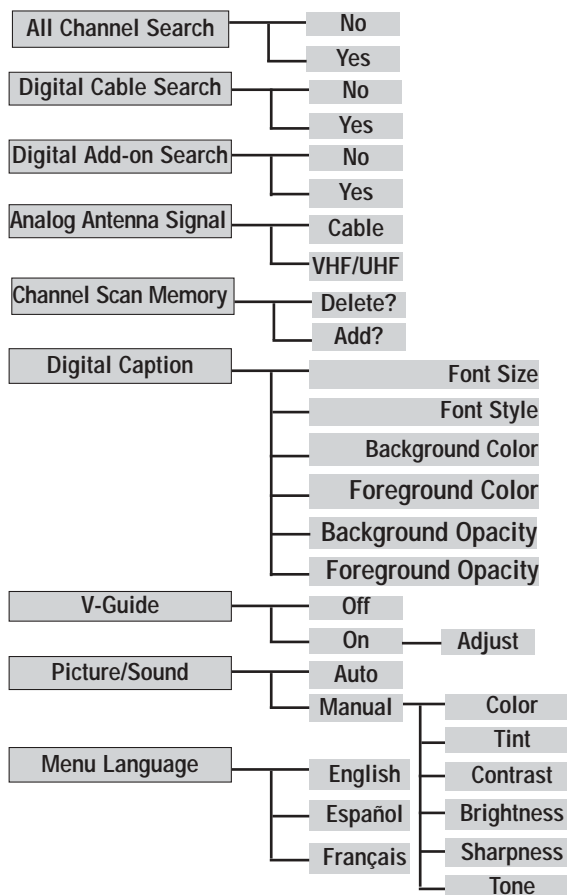 All Channel Search
No
Yes
Digital Cable Search
No
Yes
Digital Add-on Search
No
Yes
Analog Antenna Signal
Cable
VHF/UHF
Channel Scan Memory
Delete?
Add?
Digital Caption
Font Size
Font Style
Background Color
Foreground Color
Background Opacity
Foreground Opacity
V-Guide
Off
On
Adjust
Picture/Sound
Auto
Manual
Color
Tint
Contrast
Brightness
Sharpness
Tone
Menu Language
English
Español
Français